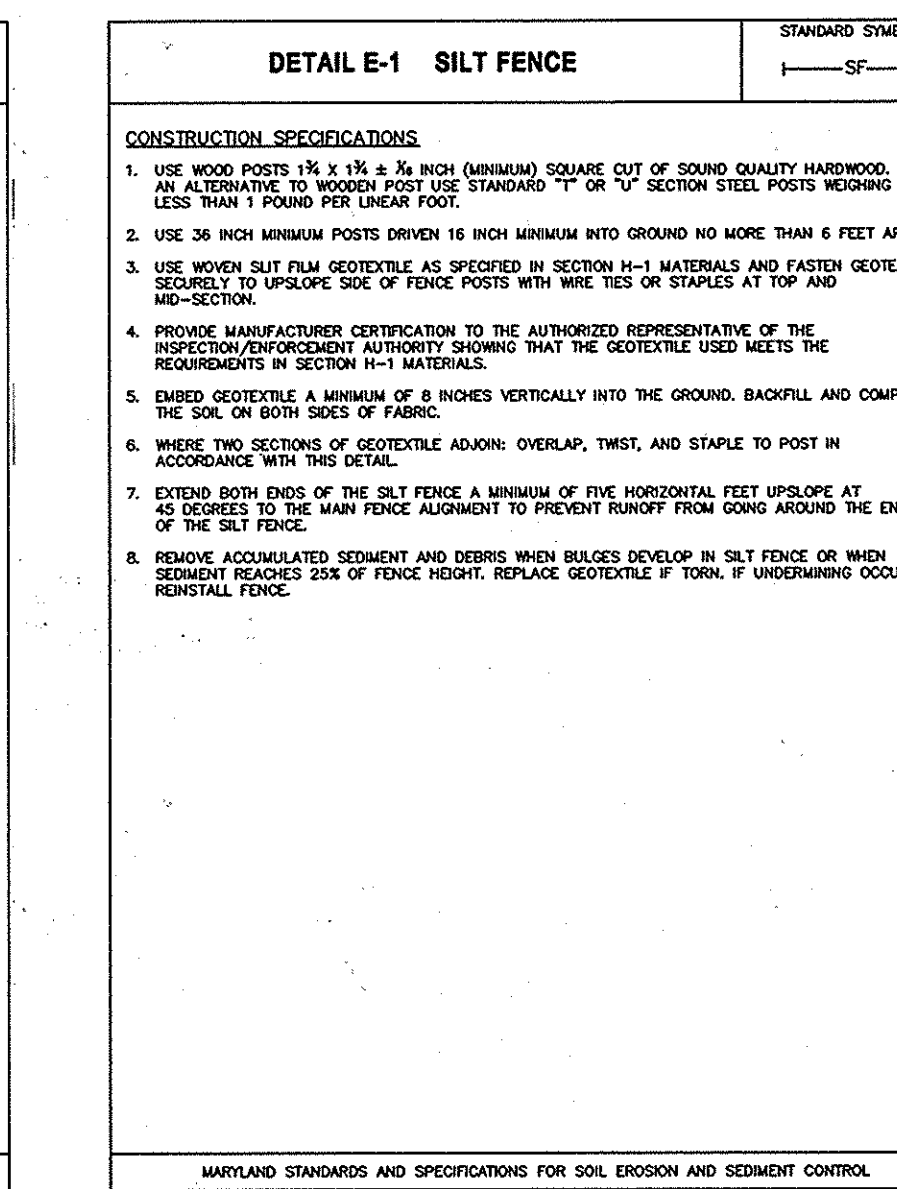 STANDARD SYMB
DETAIL E-1 SILT FENCE
SF
CONSTRUCTION SPECIFICATIONS
1. USE WOOD POSTS 1¾ X 1¾ ± ⅛ INCH (MINIMUM) SQUARE CUT OF SOUND QUALITY HARDWOOD.
AN ALTERNATIVE TO WOODEN POST USE STANDARD "T" OR "U" SECTION STEEL POSTS WEIGHING
LESS THAN 1 POUND PER LINEAR FOOT.
2. USE 36 INCH MINIMUM POSTS DRIVEN 16 INCH MINIMUM INTO GROUND NO MORE THAN 6 FEET AP
3. USE WOVEN SLIT FILM GEOTEXTILE AS SPECIFIED IN SECTION H-1 MATERIALS AND FASTEN GEOTE
SECURELY TO UPSLOPE SIDE OF FENCE POSTS WITH WIRE TIES OR STAPLES AT TOP AND
MID-SECTION.
4. PROVIDE MANUFACTURER CERTIFICATION TO THE AUTHORIZED REPRESENTATIVE OF THE
INSPECTION/ENFORCEMENT AUTHORITY SHOWING THAT THE GEOTEXTILE USED MEETS THE
REQUIREMENTS IN SECTION H-1 MATERIALS.
5. EMBED GEOTEXTILE A MINIMUM OF 8 INCHES VERTICALLY INTO THE GROUND. BACKFILL AND COMP
THE SOIL ON BOTH SIDES OF FABRIC.
6. WHERE TWO SECTIONS OF GEOTEXTILE ADJOIN: OVERLAP, TWIST, AND STAPLE TO POST IN
ACCORDANCE WITH THIS DETAIL.
7. EXTEND BOTH ENDS OF THE SILT FENCE A MINIMUM OF FIVE HORIZONTAL FEET UPSLOPE AT
45 DEGREES TO THE MAIN FENCE ALIGNMENT TO PREVENT RUNOFF FROM GOING AROUND THE EN
OF THE SILT FENCE.
8. REMOVE ACCUMULATED SEDIMENT AND DEBRIS WHEN BULGES DEVELOP IN SILT FENCE OR WHEN
SEDIMENT REACHES 25% OF FENCE HEIGHT. REPLACE GEOTEXTILE IF TORN. IF UNDERMINING OCCU
REINSTALL FENCE.
MARYLAND STANDARDS AND SPECIFICATIONS FOR SOIL EROSION AND SEDIMENT CONTROL